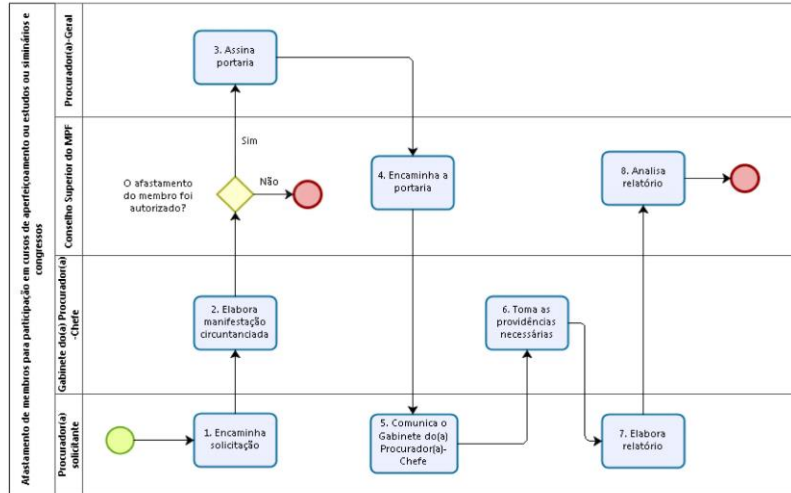 Afastamento de membros para participação em cursos de aperfeiçoamento ou estudos ou siminários e
congressos
Procurador(a)-Geral
3. Assina
portaria
Conselho Superior do MPF
Sim
O afastamento
do membro foi
autorizado?
Não
4. Encaminha a
portaria
8. Analisa
relatório
Gabinete do(a) Procurador(a)
-Chefe
2. Elabora
manifestação
circuntanciada
6. Toma as
providências
necessárias
Procurador(a)
solicitante
1. Encaminha
solicitação
5. Comunica o
Gabinete do(a)
Procurador(a)-
Chefe
7. Elabora
relatório